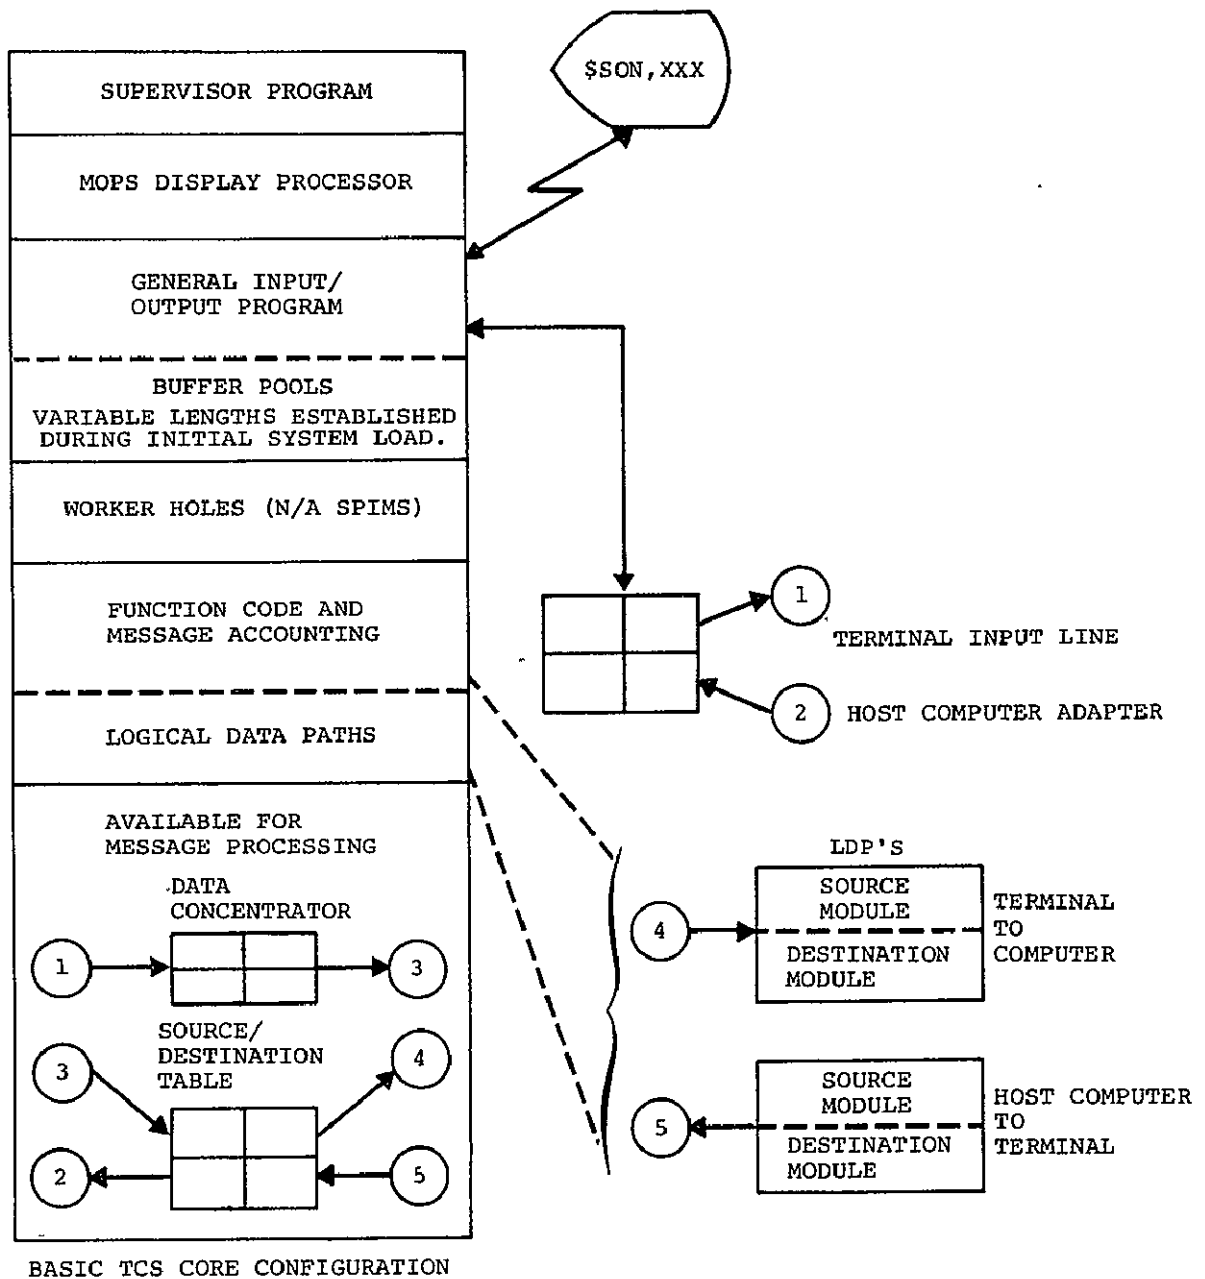 $SON,XXX
SUPERVISOR PROGRAM
MOPS DISPLAY PROCESSOR
GENERAL INPUT/
OUTPUT PROGRAM
BUFFER POOLS
VARIABLE LENGTHS ESTABLISHED
DURING INITIAL SYSTEM LOAD.
WORKER HOLES (N/A SPIMS)
FUNCTION CODE AND
MESSAGE ACCOUNTING
LOGICAL DATA PATHS
AVAILABLE FOR
MESSAGE PROCESSING
DATA
CONCENTRATOR
1
3
SOURCE/
DESTINATION
TABLE
3
4
2
5
BASIC TCS CORE CONFIGURATION
1
TERMINAL INPUT LINE
2
HOST COMPUTER ADAPTER
LDP'S
4
SOURCE
MODULE
DESTINATION
MODULE
TERMINAL
TO
COMPUTER
5
SOURCE
MODULE
DESTINATION
MODULE
HOST COMPUTER
TO
TERMINAL